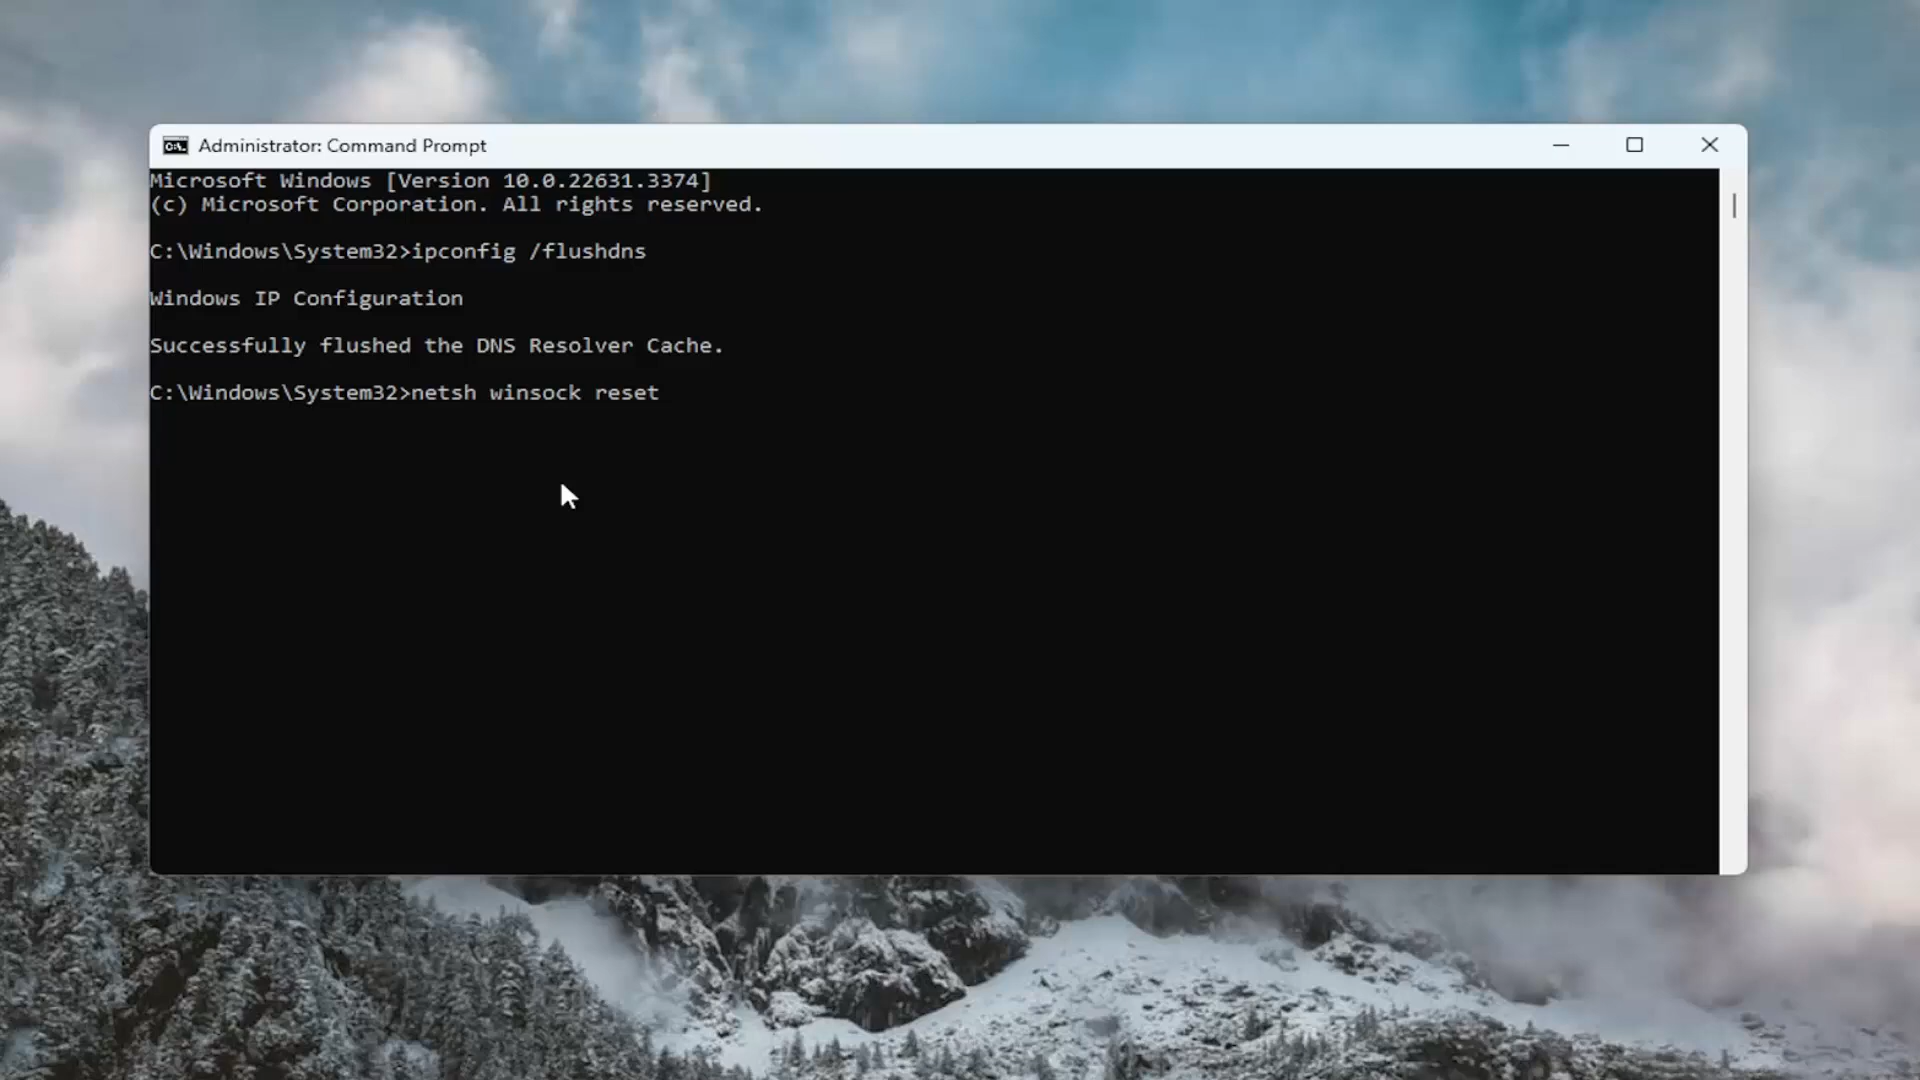 Administrator: Command Prompt
Microsoft Windows [Version 10.0.22631.3374]
(c) Microsoft Corporation. All rights reserved.
C:\Windows\System32>ipconfig /flushdns
Windows IP Configuration
Successfully flushed the DNS Resolver Cache.
C:\Windows\System32>netsh winsock reset